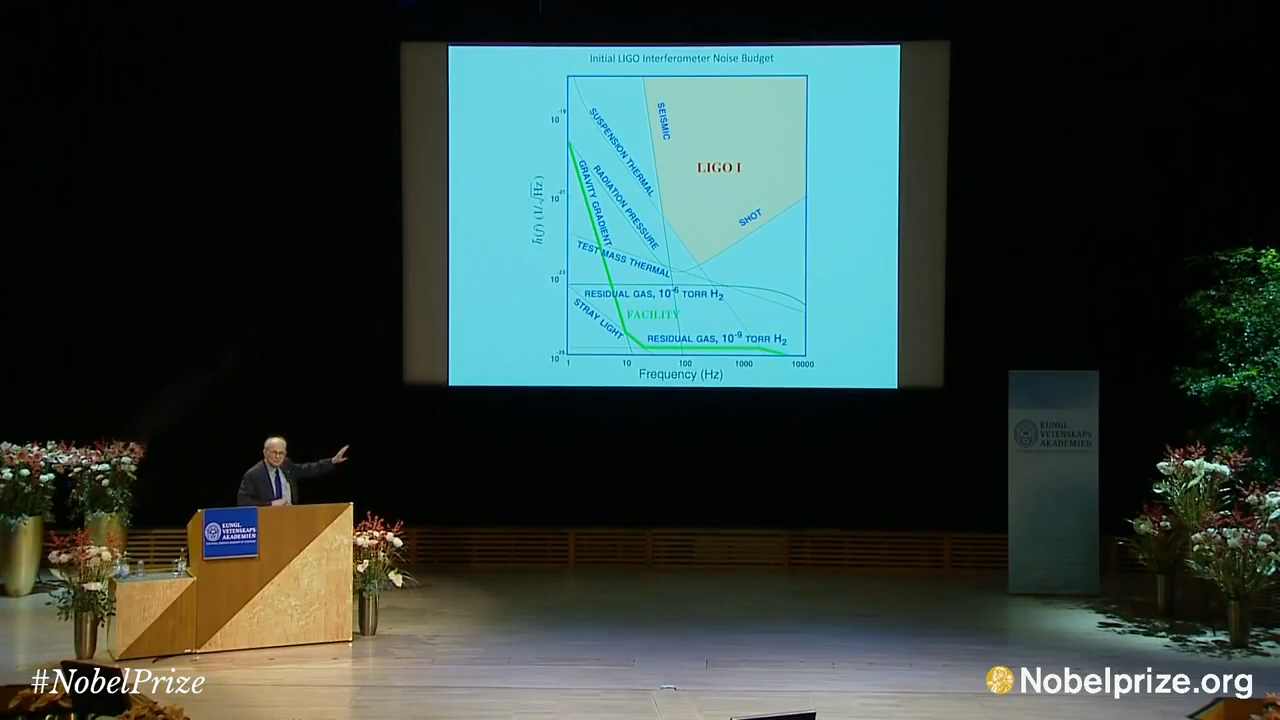 Initial LIGO Interferometer Noise Budget
10⁻¹⁹
10⁻²¹
10⁻²³
10⁻²⁵
h(f) (1/√Hz)
SUSPENSION THERMAL
SEISMIC
LIGO I
RADIATION PRESSURE
GRAVITY GRADIENT
SHOT
TEST MASS THERMAL
RESIDUAL GAS, 10⁻⁶ TORR H₂
STRAY LIGHT
FACILITY
RESIDUAL GAS, 10⁻⁹ TORR H₂
1 10 100 1000 10000
Frequency (Hz)
KUNGL.
VETENSKAPS
AKADEMIEN
KUNGL.
VETENSKAPS
AKADEMIEN
#NobelPrize
Nobelprize.org